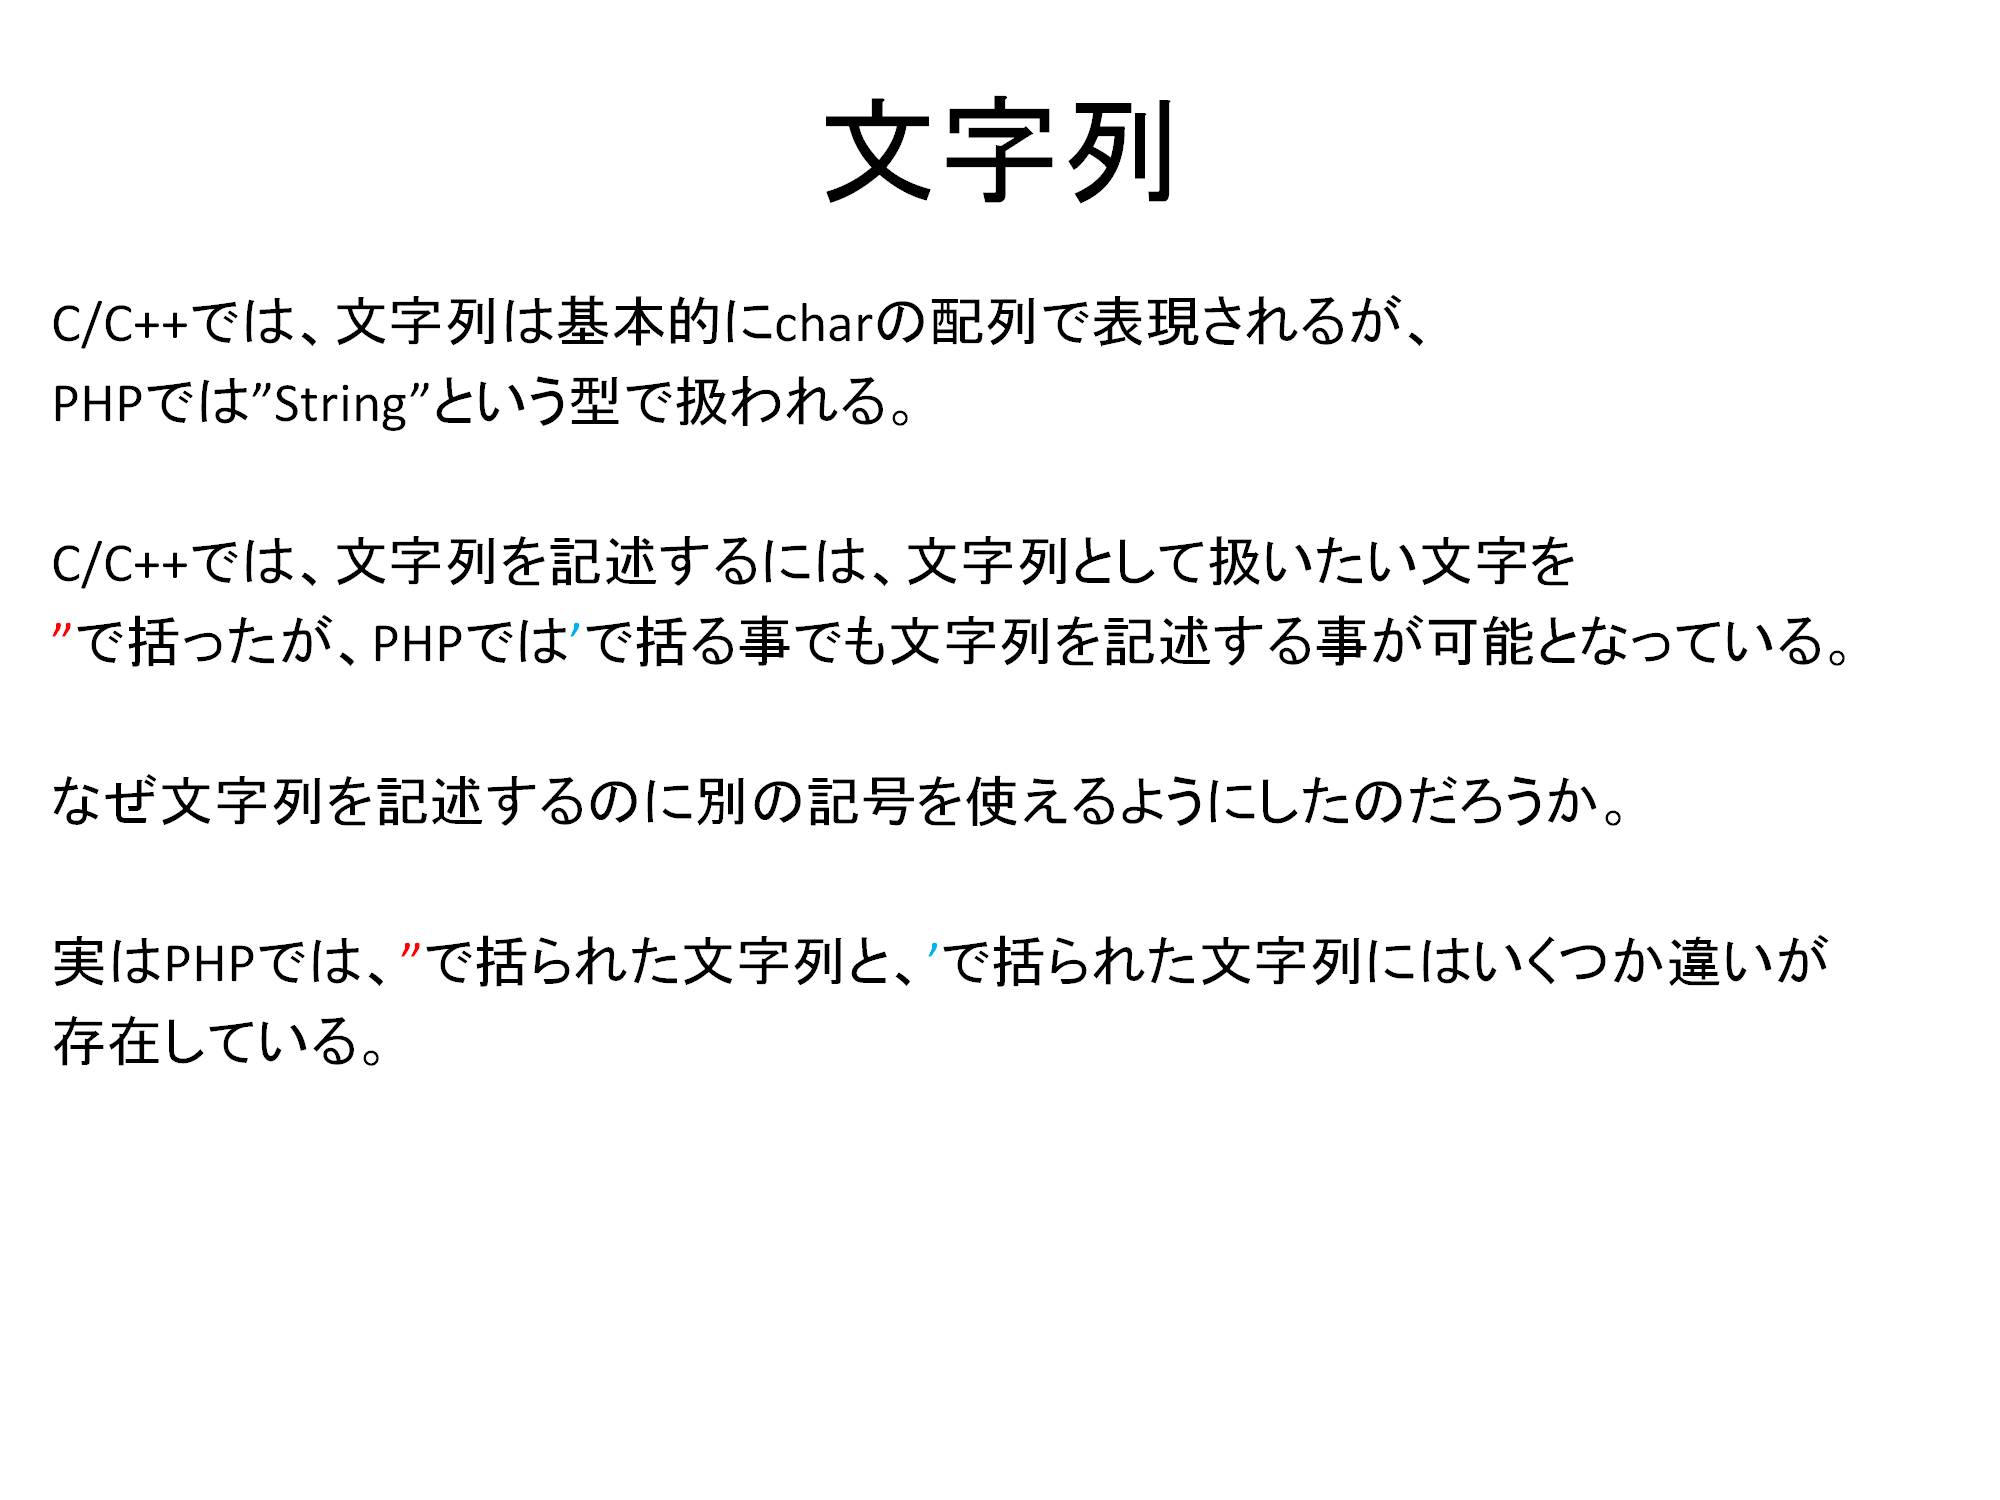 文字列
C/C++では、文字列は基本的にcharの配列で表現されるが、
PHPでは”String”という型で扱われる。
C/C++では、文字列を記述するには、文字列として扱いたい文字を
”で括ったが、PHPでは’で括る事でも文字列を記述する事が可能となっている。
なぜ文字列を記述するのに別の記号を使えるようにしたのだろうか。
実はPHPでは、”で括られた文字列と、’で括られた文字列にはいくつか違いが
存在している。